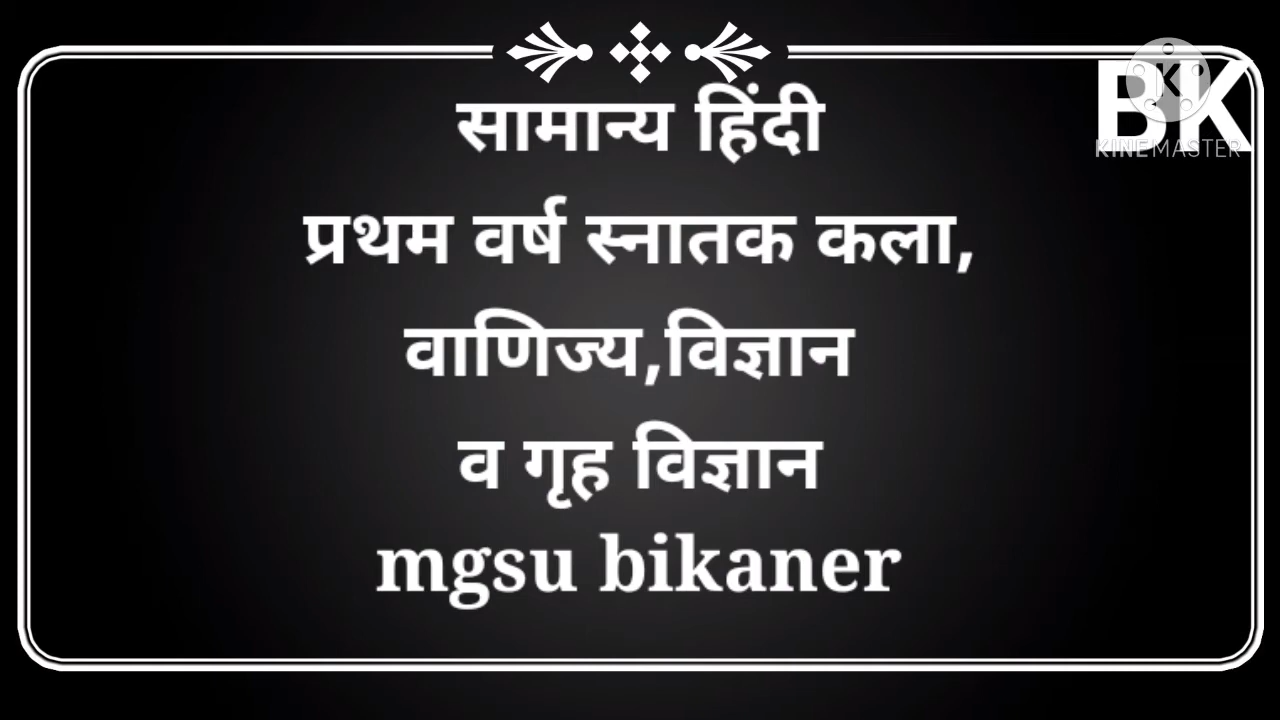 सामान्य हिंदी
BK
KINEMASTER
प्रथम वर्ष स्नातक कला,
वाणिज्य,विज्ञान
व गृह विज्ञान
mgsu bikaner